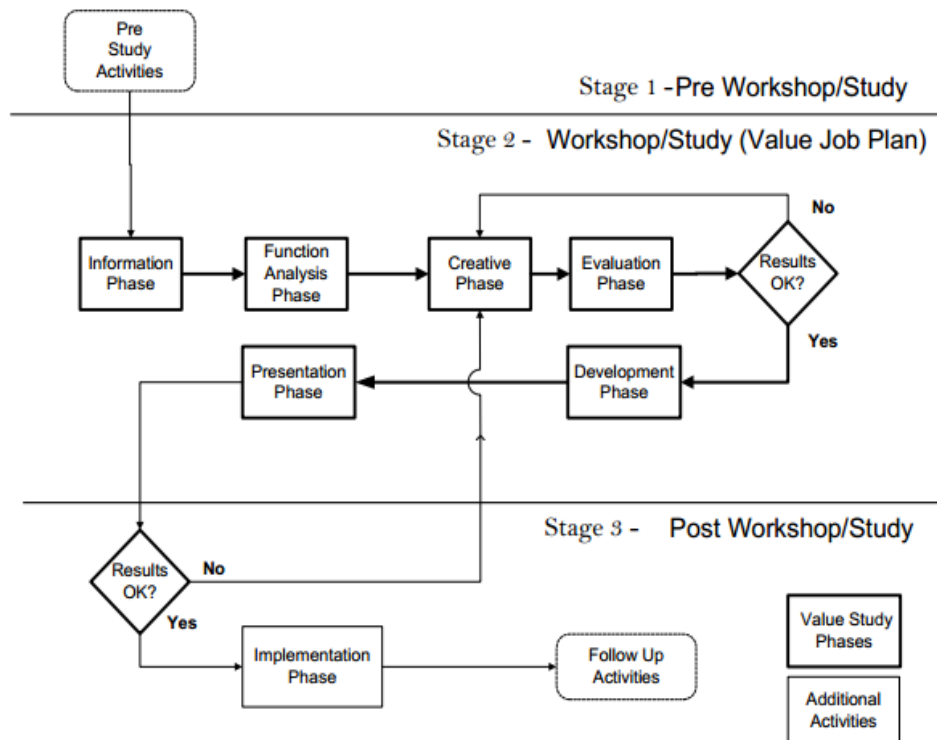 Pre
Study
Activities
Stage 1 -Pre Workshop/Study
Stage 2 - Workshop/Study (Value Job Plan)
No
Information
Phase
Function
Analysis
Phase
Creative
Phase
Evaluation
Phase
Results
OK?
Yes
Presentation
Phase
Development
Phase
Stage 3 - Post Workshop/Study
Results
OK?
No
Yes
Implementation
Phase
Follow Up
Activities
Value Study
Phases
Additional
Activities